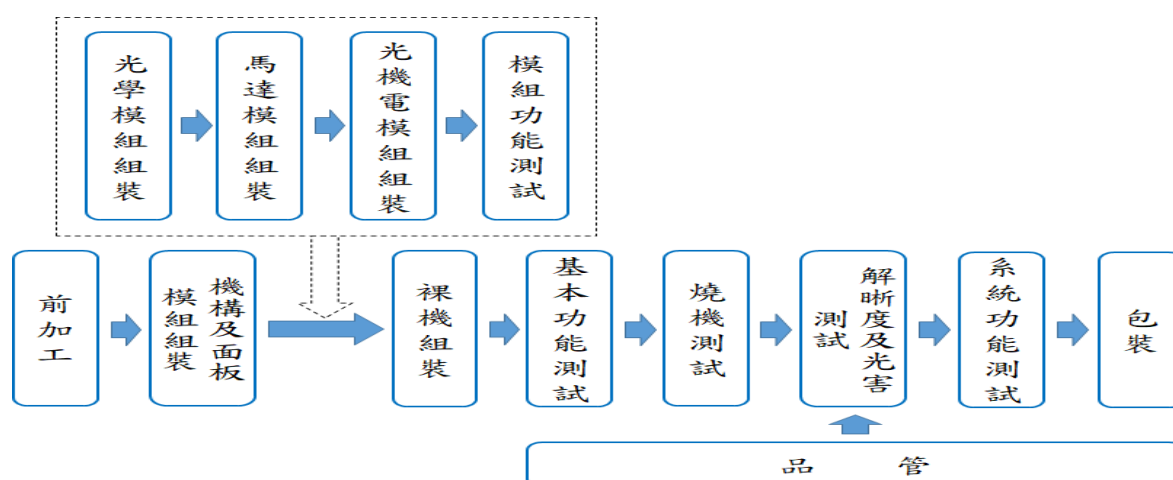 光學模組組裝
馬達模組組裝
光機電模組組裝
模組功能測試
前加工
機構及面板
模組組裝
裸機組裝
基本功能測試
燒機測試
解晰度及光害
測試
系統功能測試
包裝
品管